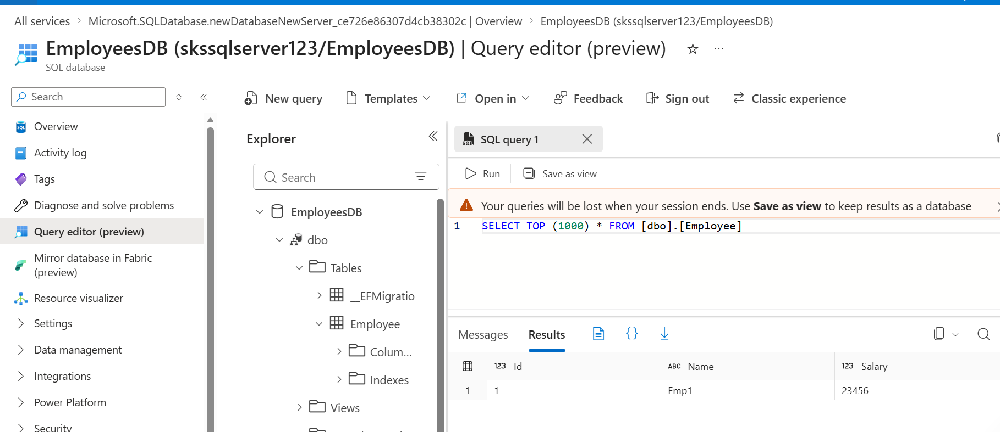 All services > Microsoft.SQLDatabase.newDatabaseNewServer_ce726e86307d4cb38302c | Overview > EmployeesDB (skssqlserver123/EmployeesDB)
EmployeesDB (skssqlserver123/EmployeesDB) | Query editor (preview)
SQL database
Search
Overview
Activity log
Tags
Diagnose and solve problems
Query editor (preview)
Mirror database in Fabric
(preview)
Resource visualizer
Settings
Data management
Integrations
Power Platform
Security
New query Templates Open in Feedback Sign out Classic experience
Explorer
Search
EmployeesDB
dbo
Tables
__EFMigratio
Employee
Colum...
Indexes
Views
SQL query 1
Run Save as view
Your queries will be lost when your session ends. Use Save as view to keep results as a database
1 SELECT TOP (1000) * FROM [dbo].[Employee]
Messages Results
123 Id ABC Name 123 Salary
1 1 Emp1 23456